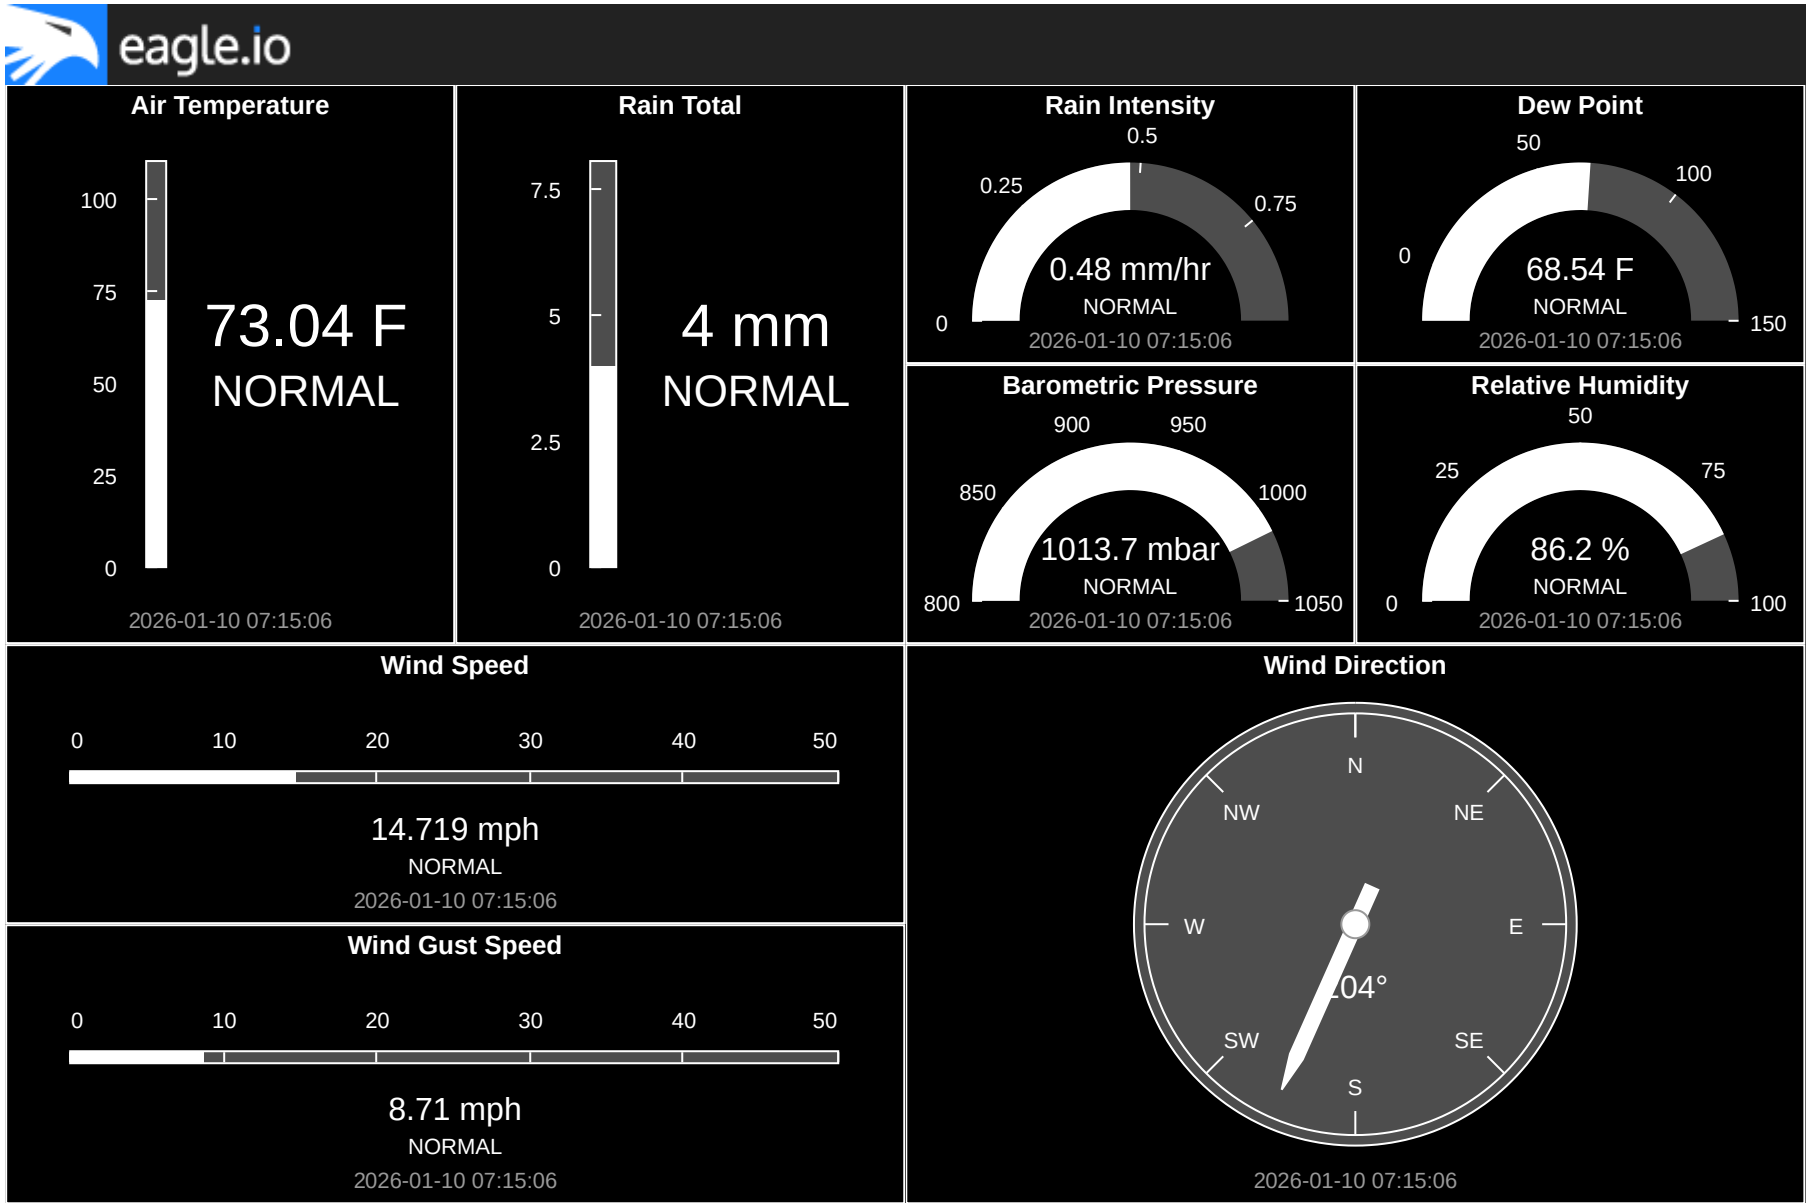 eagle.io
Air Temperature
100
75
50
25
0
73.04 F
NORMAL
2026-01-10 07:15:06
Rain Total
7.5
5
2.5
0
4 mm
NORMAL
2026-01-10 07:15:06
Rain Intensity
0.5
0.25
0.75
0.48 mm/hr
NORMAL
0
2026-01-10 07:15:06
Dew Point
50
100
0
68.54 F
NORMAL
150
2026-01-10 07:15:06
Barometric Pressure
900 950
850 1000
1013.7 mbar
NORMAL
800 1050
2026-01-10 07:15:06
Relative Humidity
50
25 75
86.2 %
NORMAL
0 100
2026-01-10 07:15:06
Wind Speed
0 10 20 30 40 50
14.719 mph
NORMAL
2026-01-10 07:15:06
Wind Gust Speed
0 10 20 30 40 50
8.71 mph
NORMAL
2026-01-10 07:15:06
Wind Direction
N
NW NE
W E
04°
SW SE
S
2026-01-10 07:15:06